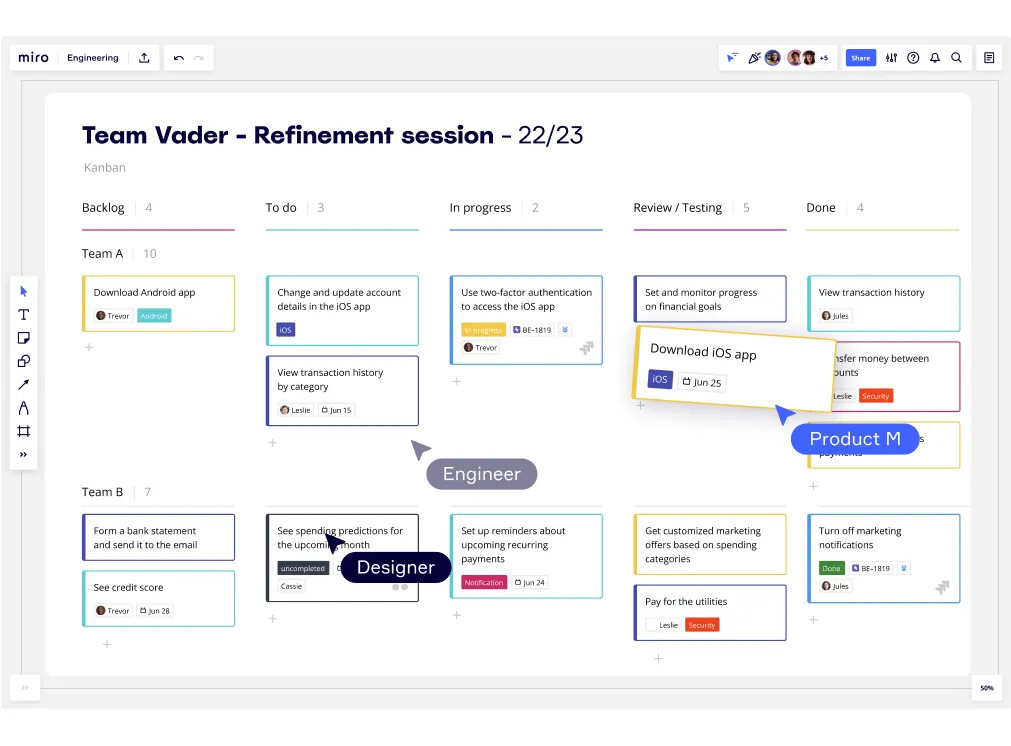 miro
Engineering
+5
Share
Team Vader - Refinement session - 22/23
Kanban
Backlog 4
To do 3
In progress 2
Review / Testing 5
Done 4
Team A 10
Download Android app
Trevor Android
Change and update account
details in the iOS app
iOS
View transaction history
by category
Leslie Jun 15
Use two-factor authentication
to access the iOS app
In progress BE-1819
Trevor
Set and monitor progress
on financial goals
Download iOS app
iOS Jun 25
View transaction history
Jules
money between
Leslie Security
Product M
Engineer
Team B 7
Form a bank statement
and send it to the email
See credit score
Trevor Jun 28
See spending predictions for
the upcoming month
uncompleted
Cassie
Designer
Set up reminders about
upcoming recurring
payments
Notification Jun 24
Get customized marketing
offers based on spending
categories
Pay for the utilities
Leslie Security
Turn off marketing
notifications
Done BE-1819
Jules
50%